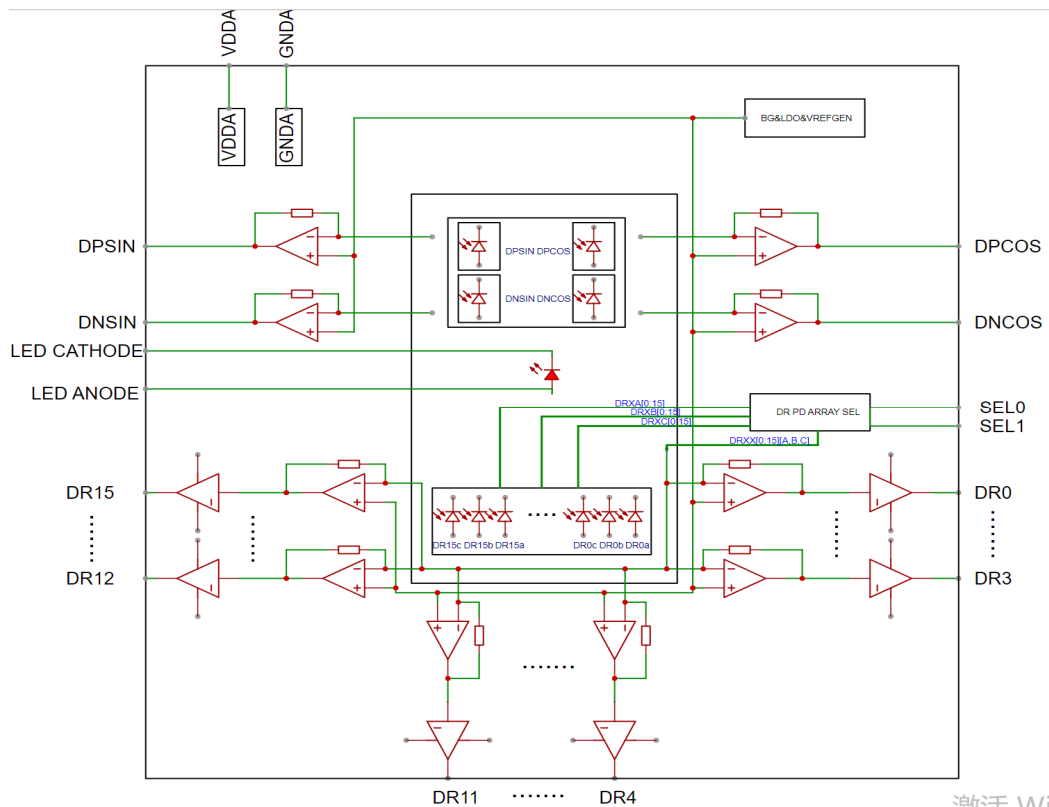 VDDA
GNDA
VDDA
GNDA
BG&LDO&VREFGEN
DPSIN
DPSIN DPCOS
DPCOS
DNSIN DNCOS
DNSIN
DNCOS
LED CATHODE
LED ANODE
DRXA[0:15]
DRXB[0:15]
DRXC[0:15]
DR PD ARRAY SEL
SEL0
SEL1
DRXX[0:15][A,B,C]
DR15
DR0
DR15c DR15b DR15a
DR0c DR0b DR0a
DR12
DR3
DR11
DR4
激活